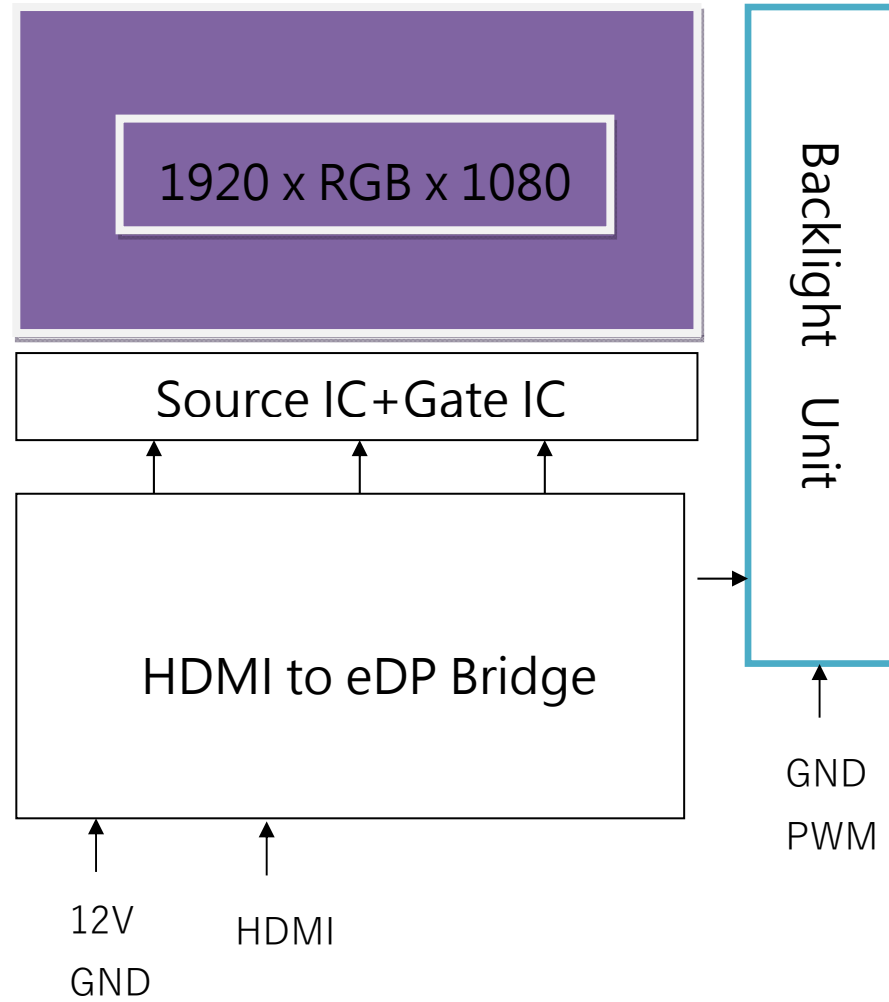 1920 x RGB x 1080
Source IC+Gate IC
HDMI to eDP Bridge
Backlight Unit
12V
GND
HDMI
GND
PWM